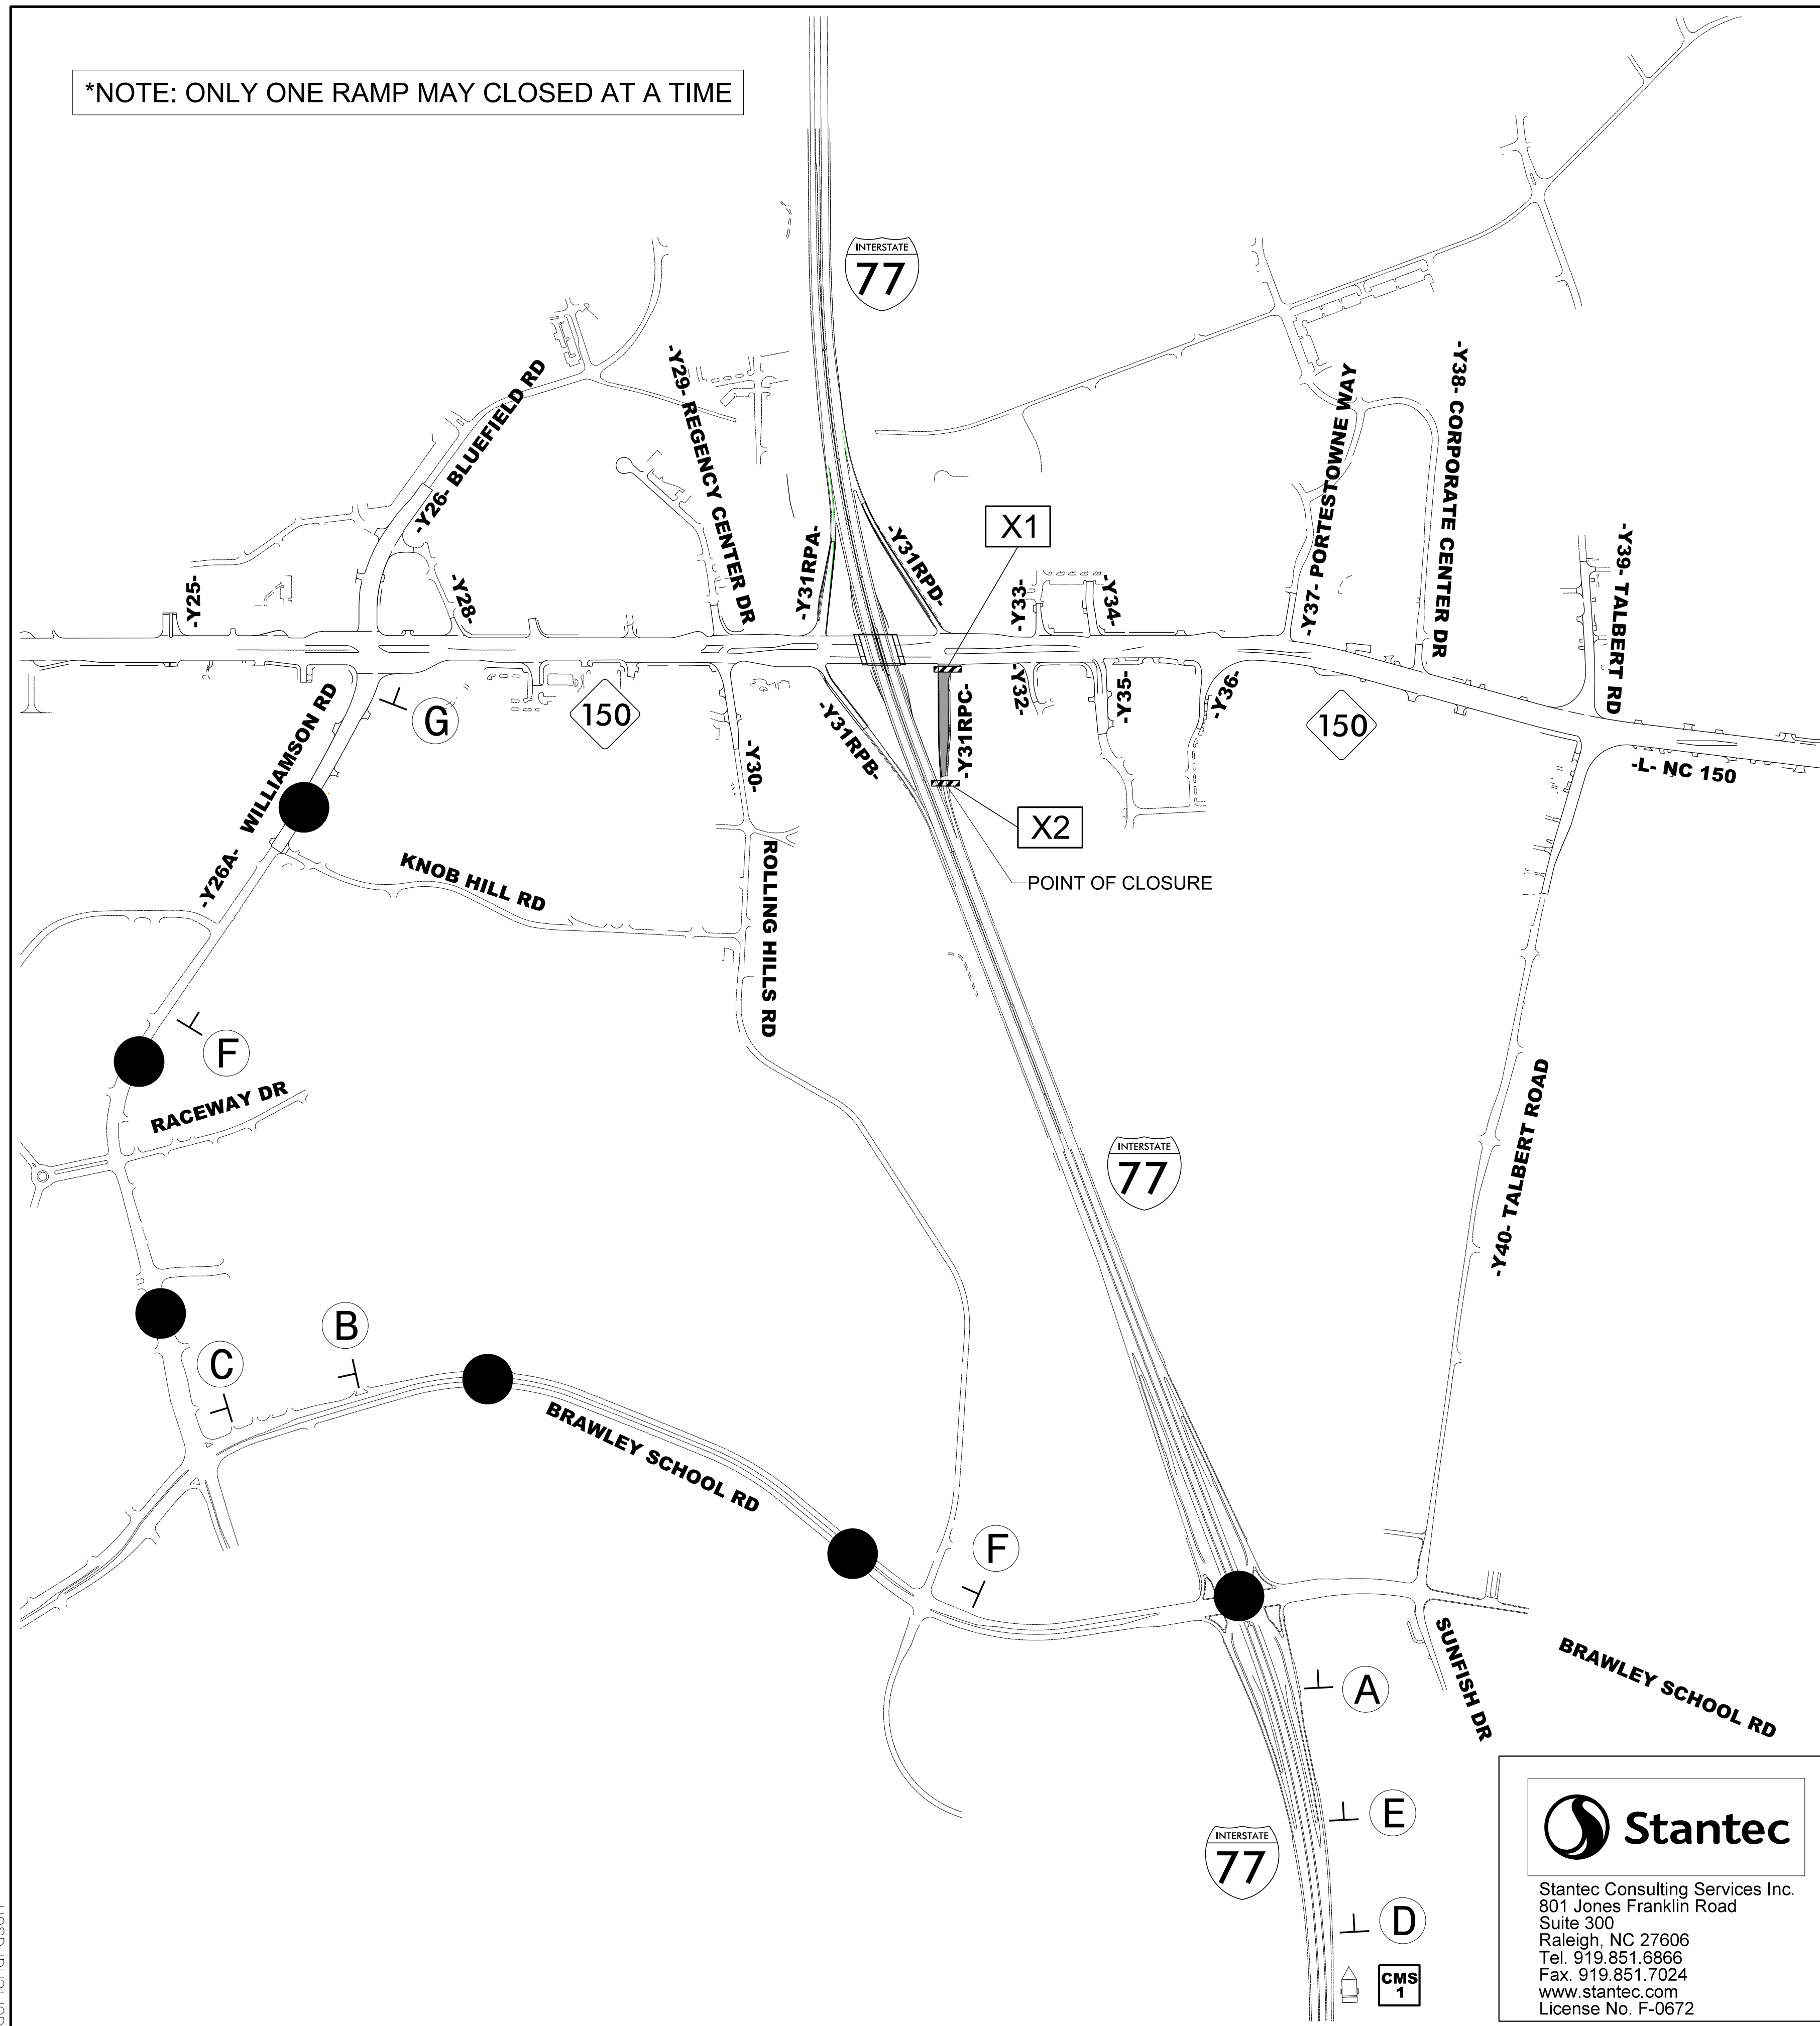 *NOTE: ONLY ONE RAMP MAY CLOSED AT A TIME
INTERSTATE
77
-Y26- BLUEFIELD RD
-Y29- REGENCY CENTER DR
-Y37- PORTESTOWNE WAY
-Y38- CORPORATE CENTER DR
-Y39- TALBERT RD
X1
-Y31RPA-
-Y31RPD-
-Y25-
-Y28-
-Y33-
-Y34-
-Y32-
-Y35-
-Y36-
G
150
150
-Y31RPB-
-Y31RPC-
-Y30-
-L- NC 150
-Y26A- WILLIAMSON RD
X2
POINT OF CLOSURE
KNOB HILL RD
ROLLING HILLS RD
F
RACEWAY DR
-Y40- TALBERT ROAD
INTERSTATE
77
B
C
BRAWLEY SCHOOL RD
F
A
SUNFISH DR
BRAWLEY SCHOOL RD
E
INTERSTATE
77
D
CMS
1
Stantec
Stantec Consulting Services Inc.
801 Jones Franklin Road
Suite 300
Raleigh, NC 27606
Tel. 919.851.6866
Fax. 919.851.7024
www.stantec.com
License No. F-0672